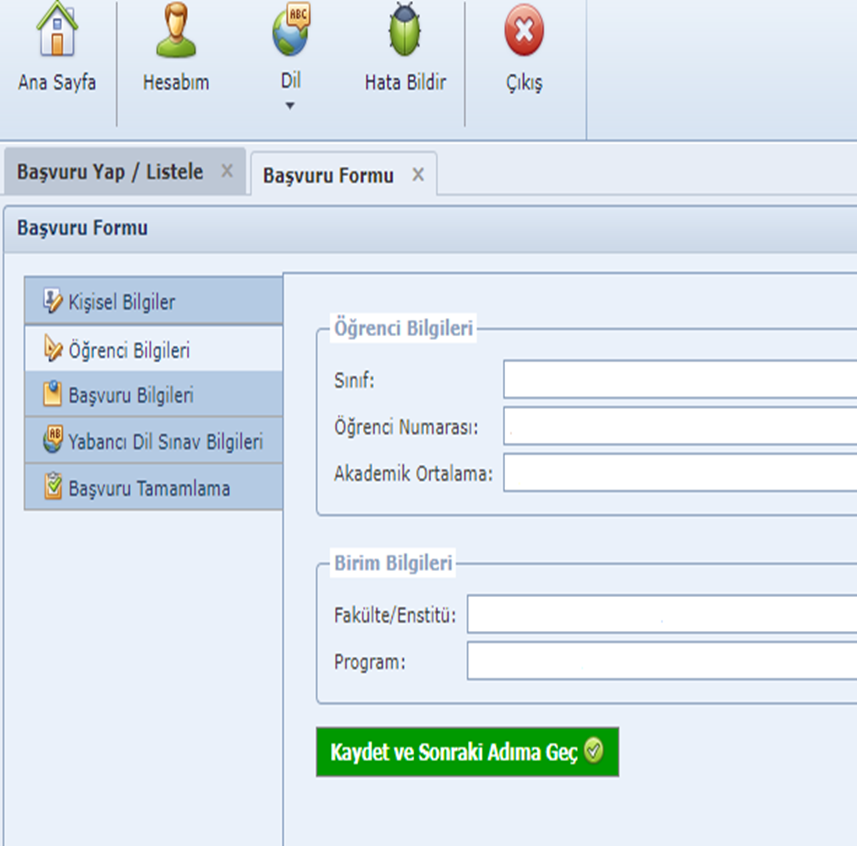 ABC
Ana Sayfa
Hesabım
Dil
Hata Bildir
Çıkış
Başvuru Yap / Listele x
Başvuru Formu x
Başvuru Formu
Kişisel Bilgiler
Öğrenci Bilgileri
Başvuru Bilgileri
AB
Yabancı Dil Sınav Bilgileri
Başvuru Tamamlama
Öğrenci Bilgileri
Sınıf:
Öğrenci Numarası:
Akademik Ortalama:
Birim Bilgileri
Fakülte/Enstitü:
Program:
Kaydet ve Sonraki Adıma Geç